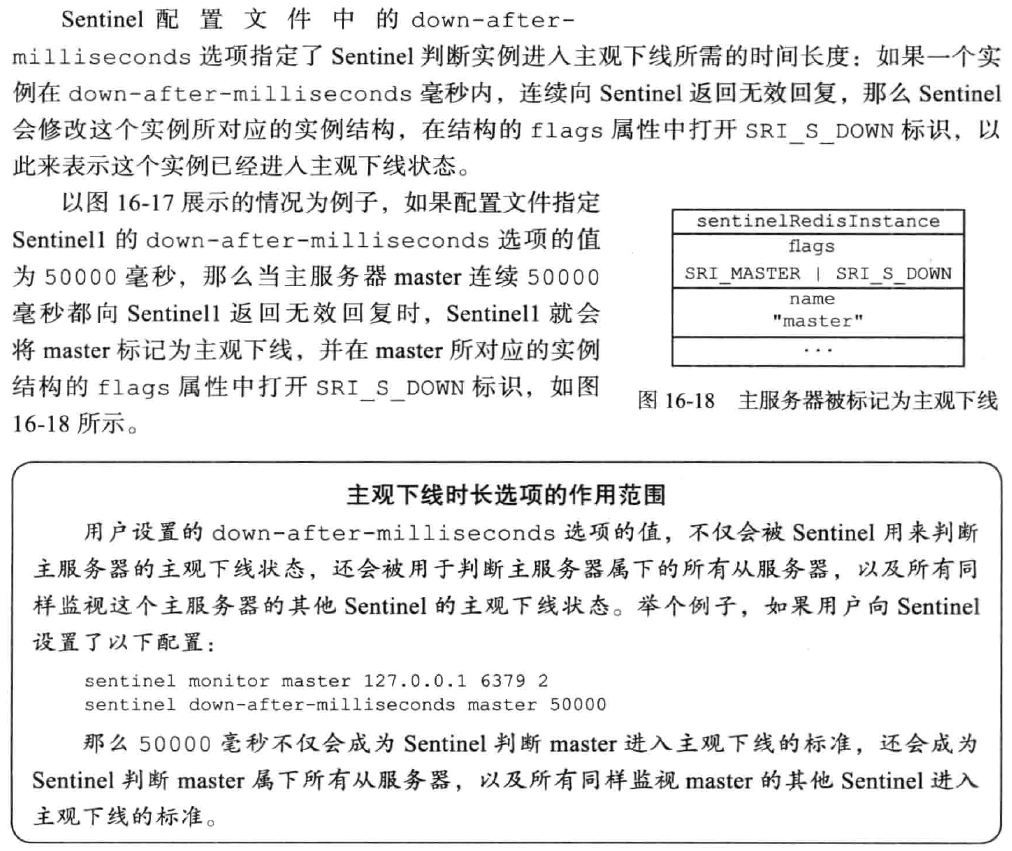 Sentinel 配置文件中的 down-after-
milliseconds 选项指定了 Sentinel 判断实例进入主观下线所需的时间长度：如果一个实
例在 down-after-milliseconds 毫秒内，连续向 Sentinel 返回无效回复，那么 Sentinel
会修改这个实例所对应的实例结构，在结构的 flags 属性中打开 SRI_S_DOWN 标识，以
此来表示这个实例已经进入主观下线状态。
以图 16-17 展示的情况为例子，如果配置文件指定
Sentinel1 的 down-after-milliseconds 选项的值
为 50000 毫秒，那么当主服务器 master 连续 50000
毫秒都向 Sentinel1 返回无效回复时，Sentinel1 就会
将 master 标记为主观下线，并在 master 所对应的实例
结构的 flags 属性中打开 SRI_S_DOWN 标识，如图
16-18 所示。
sentinelRedisInstance
flags
SRI_MASTER | SRI_S_DOWN
name
"master"
...
图 16-18 主服务器被标记为主观下线
主观下线时长选项的作用范围
用户设置的 down-after-milliseconds 选项的值，不仅会被 Sentinel 用来判断
主服务器的主观下线状态，还会被用于判断主服务器属下的所有从服务器，以及所有同
样监视这个主服务器的其他 Sentinel 的主观下线状态。举个例子，如果用户向 Sentinel
设置了以下配置：
sentinel monitor master 127.0.0.1 6379 2
sentinel down-after-milliseconds master 50000
那么 50000 毫秒不仅会成为 Sentinel 判断 master 进入主观下线的标准，还会成为
Sentinel 判断 master 属下所有从服务器，以及所有同样监视 master 的其他 Sentinel 进入
主观下线的标准。